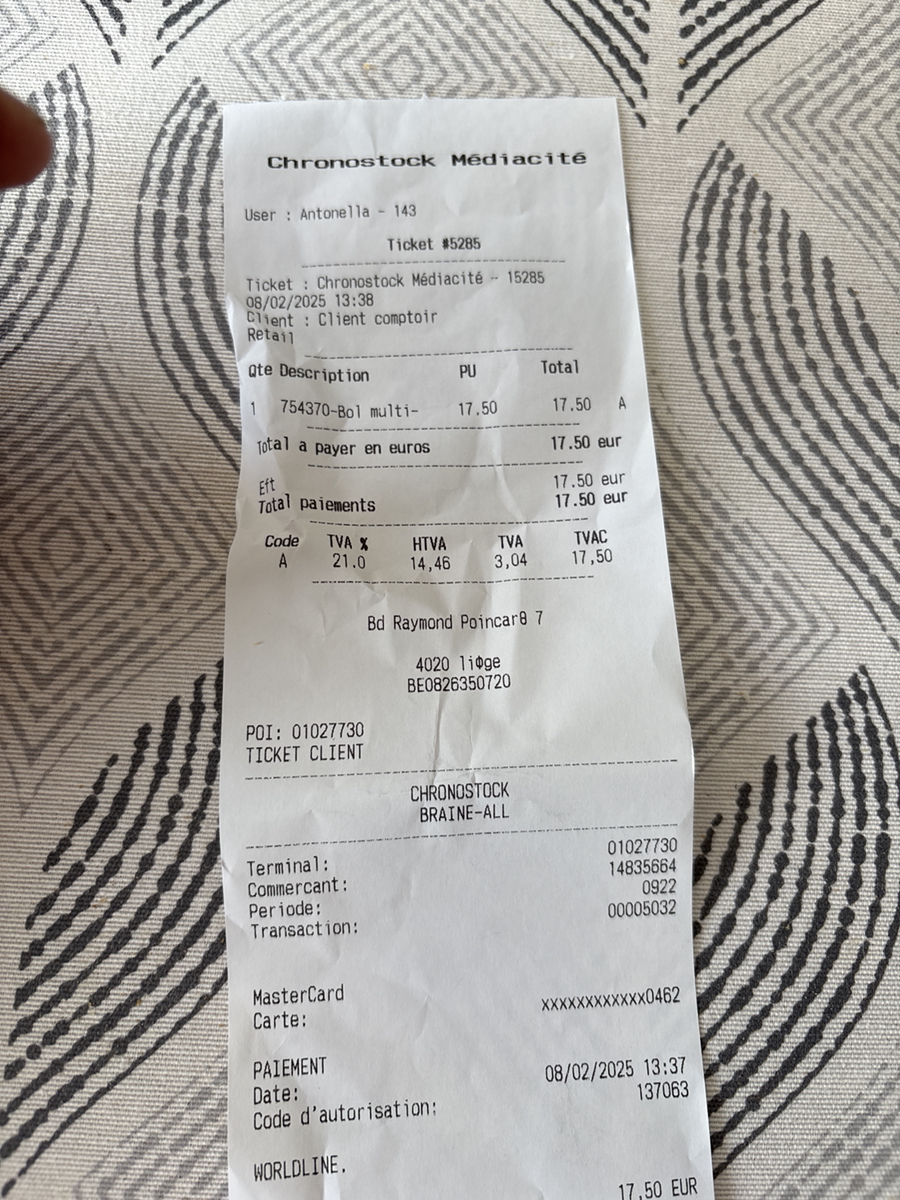 Chronostock Médiacité
User : Antonella - 143
Ticket #5285
Ticket : Chronostock Médiacité - 15285
08/02/2025 13:38
Client : Client comptoir
Retail
Qte Description PU Total
1 754370-Bol multi- 17.50 17.50 A
Total a payer en euros 17.50 eur
Eft 17.50 eur
Total paiements 17.50 eur
Code TVA % HTVA TVA TVAC
A 21.0 14,46 3,04 17,50
Bd Raymond Poincar8 7
4020 liΦge
BE0826350720
POI: 01027730
TICKET CLIENT
CHRONOSTOCK
BRAINE-ALL
Terminal: 01027730
Commercant: 14835664
Periode: 0922
Transaction: 00005032
MasterCard
Carte: xxxxxxxxxxxx0462
PAIEMENT
Date: 08/02/2025 13:37
Code d'autorisation: 137063
WORLDLINE.
17,50 EUR